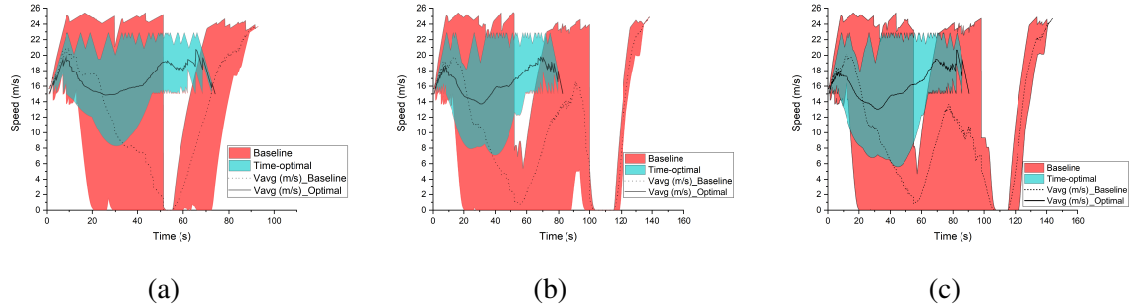 26
24
22
20
18
16
14
12
10
8
6
4
2
0
Speed (m/s)
0 20 40 60 80 100
Time (s)
Baseline
Time-optimal
Vavg (m/s)_Baseline
Vavg (m/s)_Optimal
(a)
26
24
22
20
18
16
14
12
10
8
6
4
2
0
Speed (m/s)
0 20 40 60 80 100 120 140 160
Time (s)
Baseline
Time-optimal
Vavg (m/s)_Baseline
Vavg (m/s)_Optimal
(b)
26
24
22
20
18
16
14
12
10
8
6
4
2
0
Speed (m/s)
0 20 40 60 80 100 120 140 160
Time (s)
Baseline
Time-optimal
Vavg (m/s)_Baseline
Vavg (m/s)_Optimal
(c)